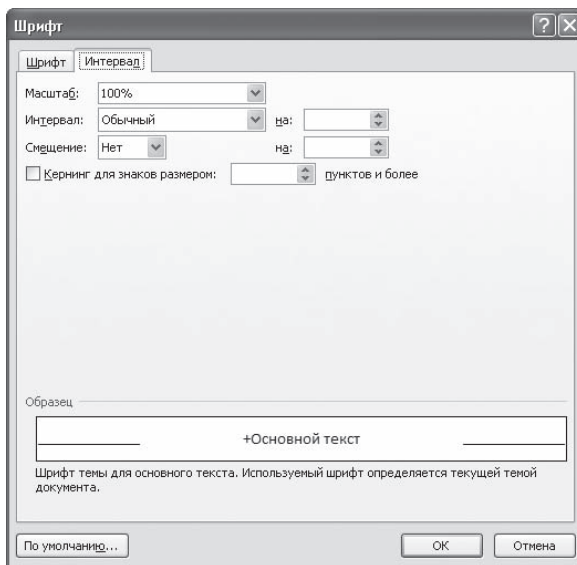 Шрифт
Шрифт Интервал
Масштаб: 100%
Интервал: Обычный на:
Смещение: Нет на:
Кернинг для знаков размером: пунктов и более
Образец
+Основной текст
Шрифт темы для основного текста. Используемый шрифт определяется текущей темой
документа.
По умолчанию... ОК Отмена